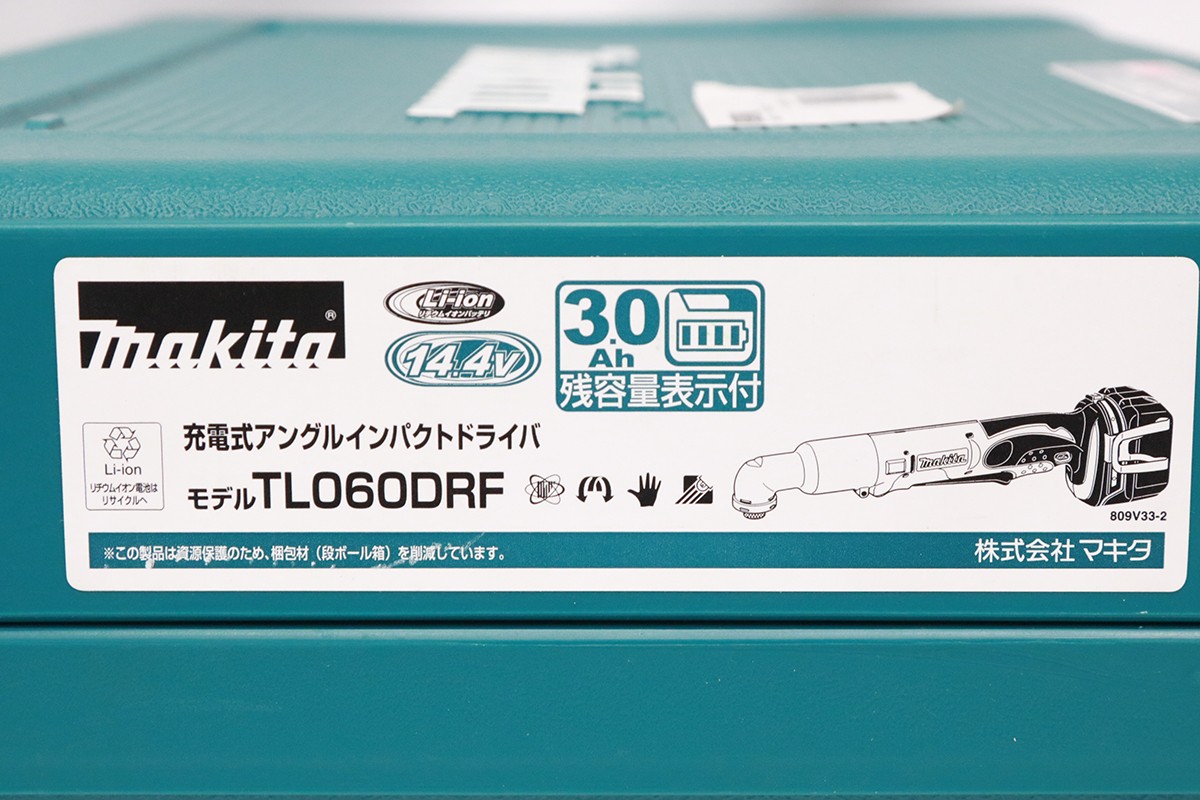 makita®
Li-ion
リチウムイオンバッテリ
14.4V
3.0
Ah
残容量表示付
Li-ion
リチウムイオン電池は
リサイクルへ
充電式アングルインパクトドライバ
モデルTL060DRF
makita
809V33-2
※この製品は資源保護のため、梱包材（段ボール箱）を削減しています。
株式会社 マキタ